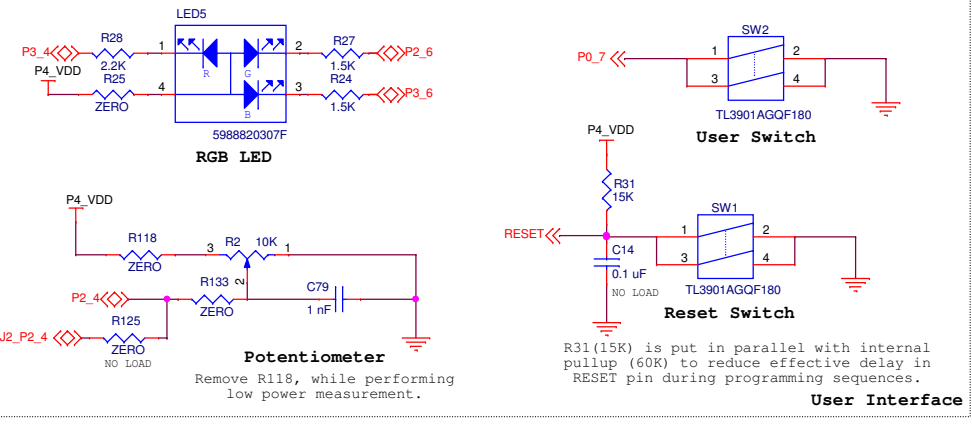 LED5
P3_4
R28
2.2K
1
2
R27
1.5K
P2_6
R
G
P4_VDD
R25
ZERO
4
3
R24
1.5K
P3_6
B
5988820307F
RGB LED
SW2
P0_7
1
2
3
4
TL3901AGQF180
User Switch
P4_VDD
R31
15K
SW1
RESET
1
2
C14
3
4
0.1 uF
NO LOAD
TL3901AGQF180
Reset Switch
R31(15K) is put in parallel with internal
pullup (60K) to reduce effective delay in
RESET pin during programming sequences.
P4_VDD
R118
ZERO
3
R2
10K
1
2
P2_4
R133
ZERO
C79
1 nF
J2_P2_4
R125
ZERO
NO LOAD
Potentiometer
Remove R118, while performing
low power measurement.
User Interface